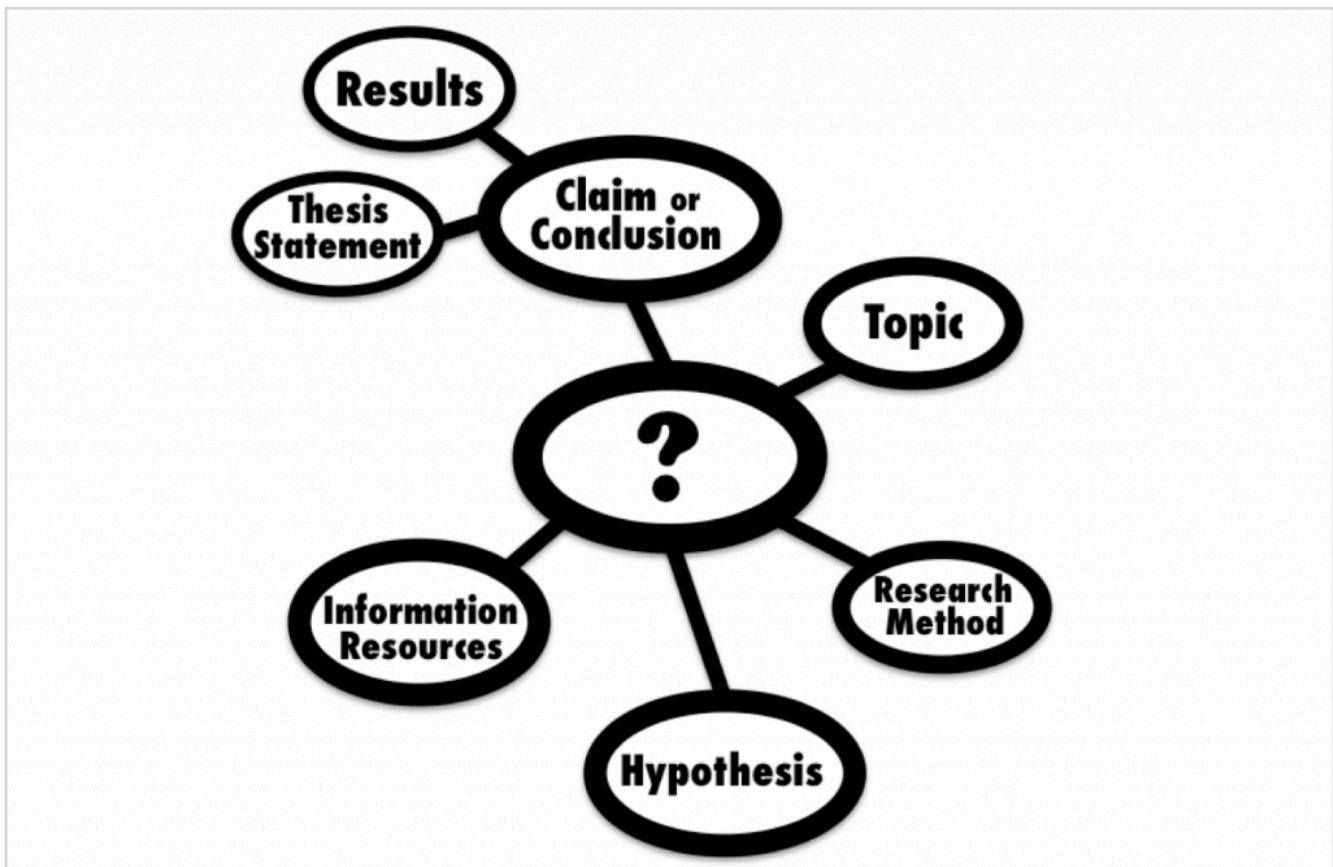 Results
Thesis
Statement
Claim or
Conclusion
Topic
?
Information
Resources
Research
Method
Hypothesis